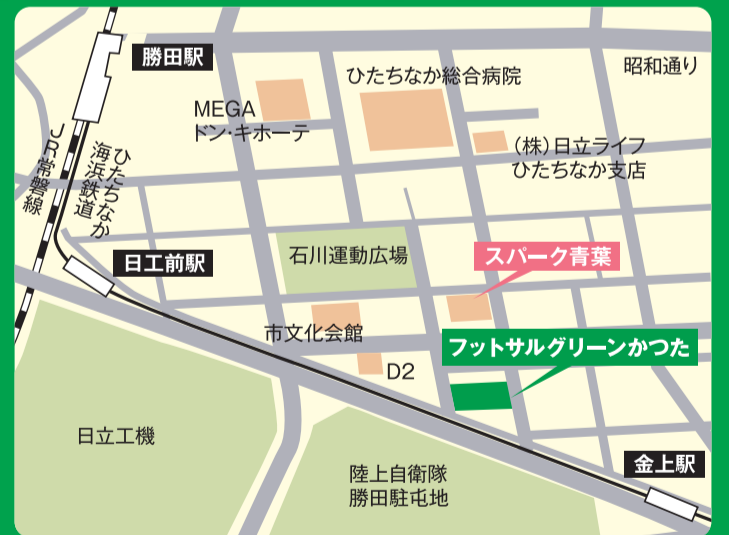 勝田駅
昭和通り
ひたちなか総合病院
MEGA
ドン・キホーテ
(株)日立ライフ
ひたちなか支店
JR常磐線
ひたちなか
海浜鉄道
日工前駅
石川運動広場
スパーク青葉
市文化会館
フットサルグリーンかつた
D2
日立工機
金上駅
陸上自衛隊
勝田駐屯地